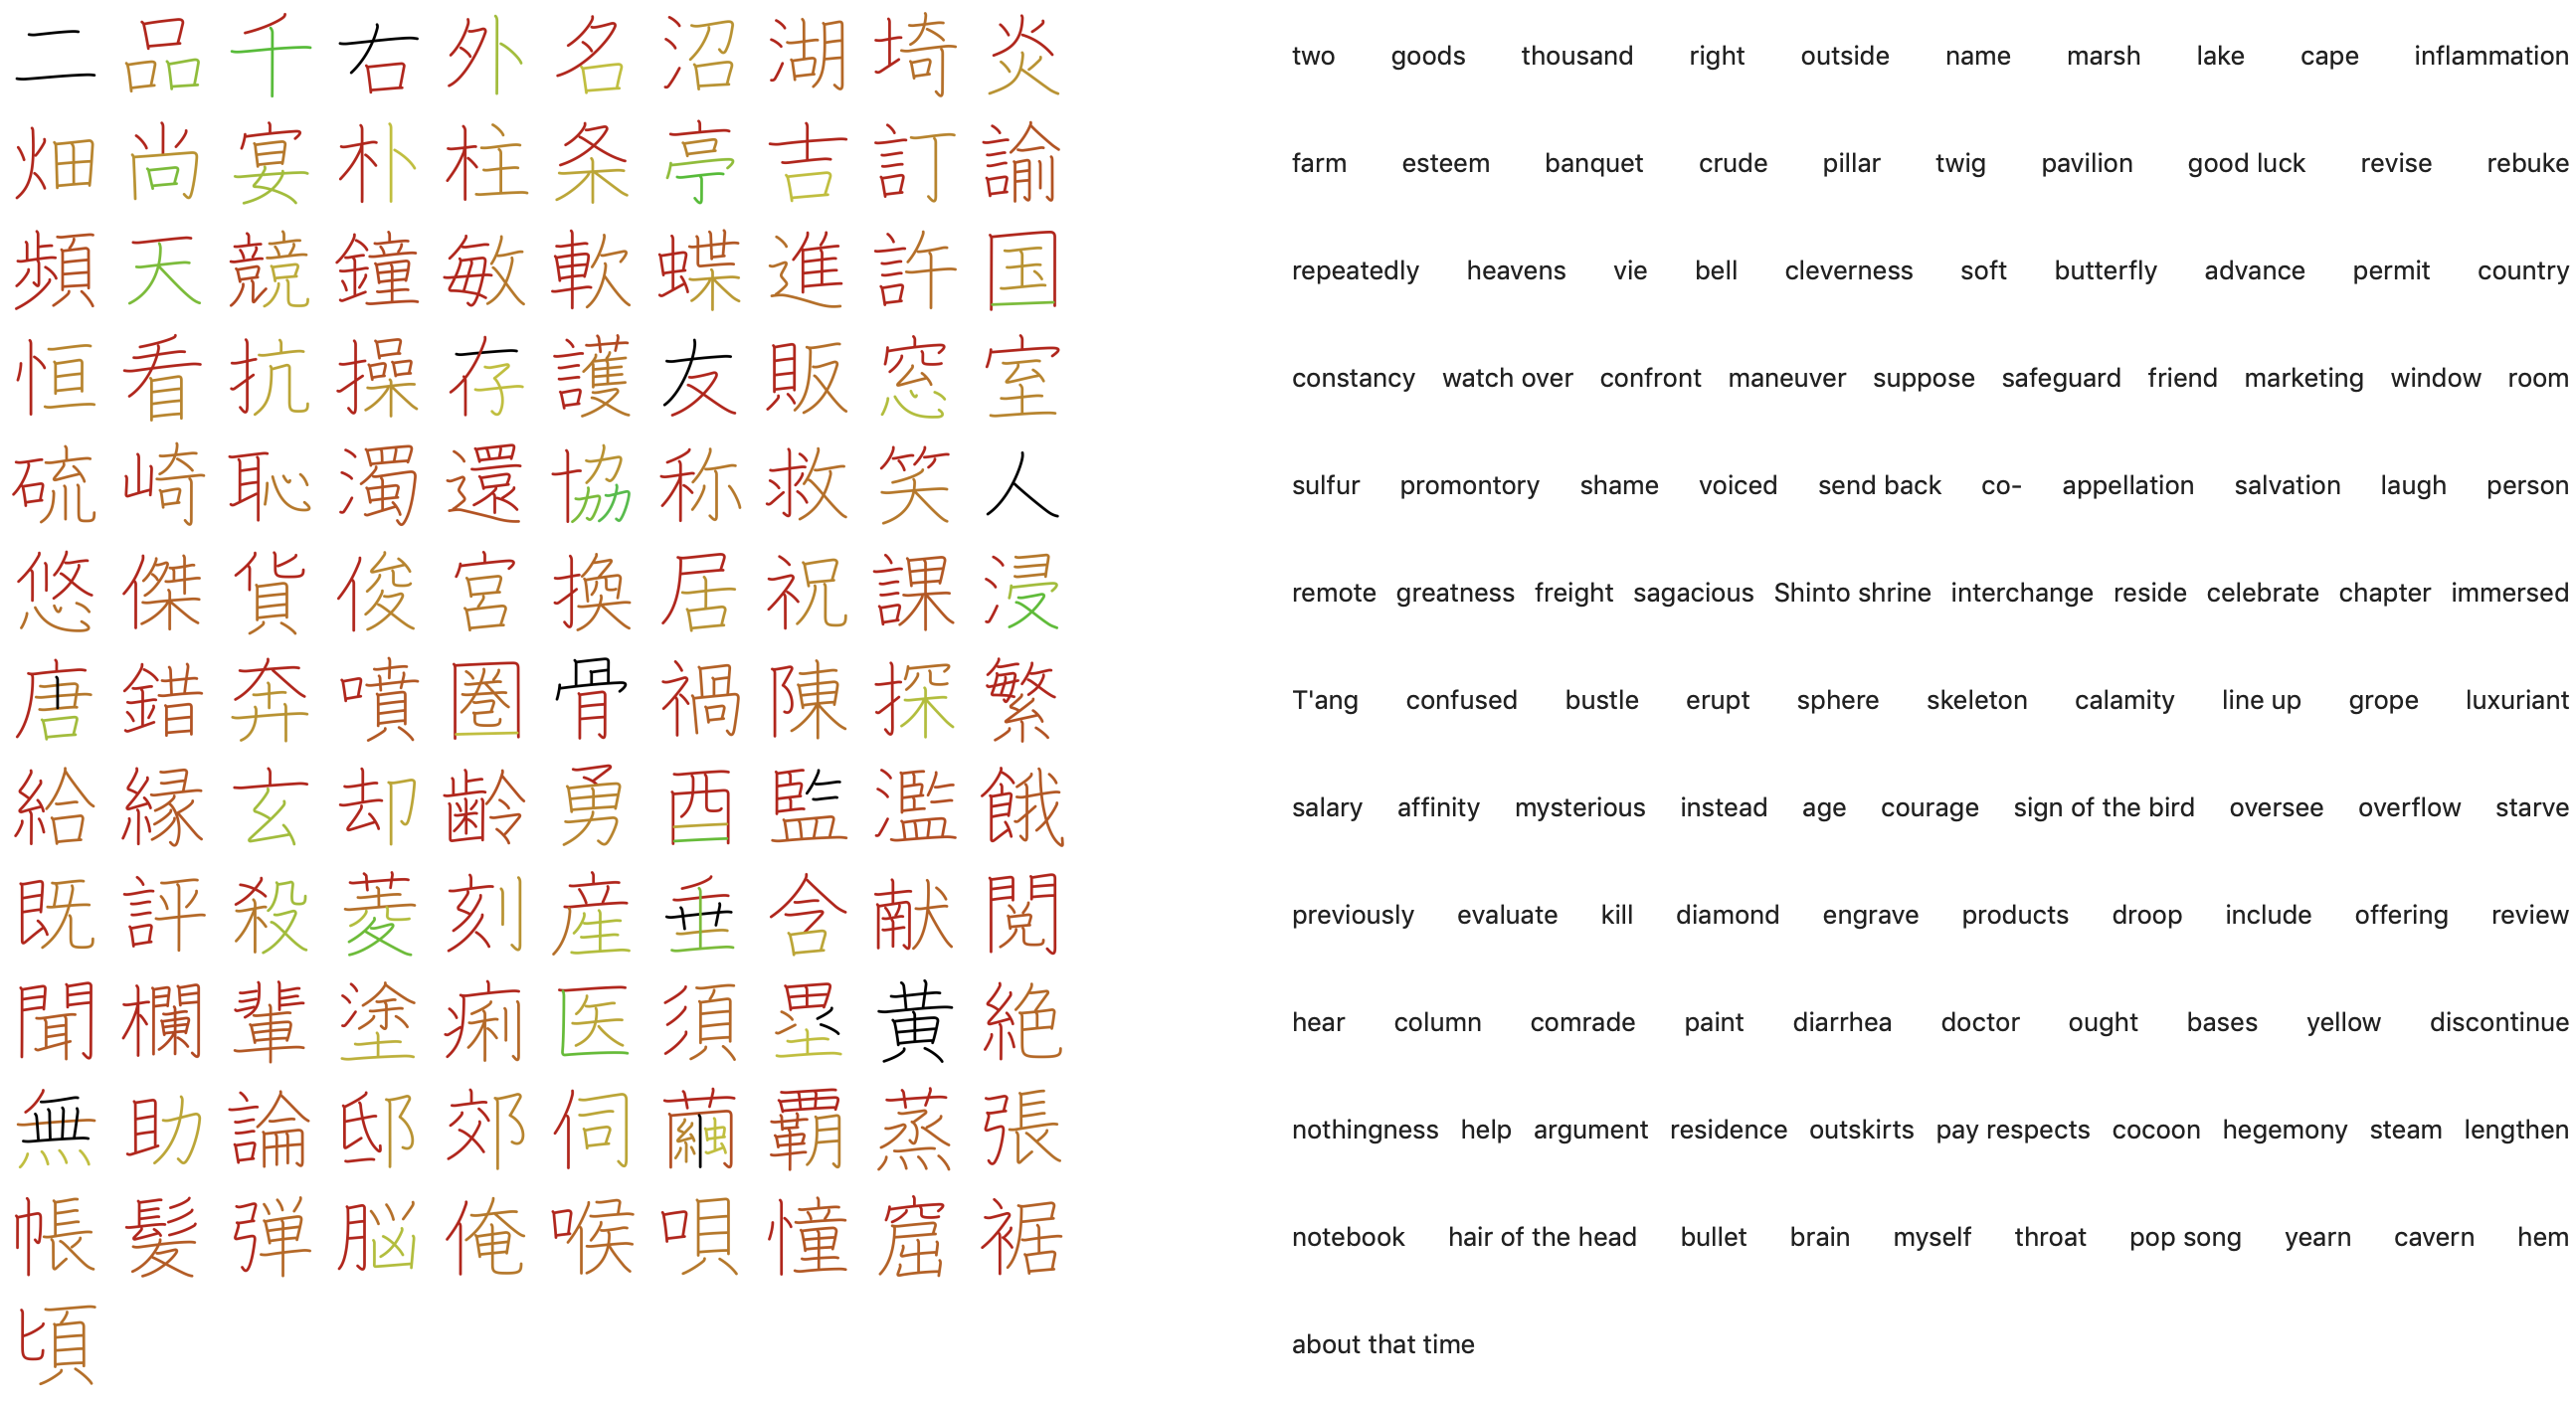 二 品 千 右 外 名 沼 湖 埼 炎 two goods thousand right outside name marsh lake cape inflammation
畑 尚 宴 朴 柱 条 亭 吉 訂 諭 farm esteem banquet crude pillar twig pavilion good luck revise rebuke
頻 天 競 鐘 敏 軟 蝶 進 許 国 repeatedly heavens vie bell cleverness soft butterfly advance permit country
恒 看 抗 操 存 護 友 販 窓 室 constancy watch over confront maneuver suppose safeguard friend marketing window room
硫 崎 恥 濁 還 協 称 救 笑 人 sulfur promontory shame voiced send back co- appellation salvation laugh person
悠 傑 貨 俊 宮 換 居 祝 課 浸 remote greatness freight sagacious Shinto shrine interchange reside celebrate chapter immersed
唐 錯 奔 噴 圏 骨 禍 陳 探 繁 T'ang confused bustle erupt sphere skeleton calamity line up grope luxuriant
給 縁 玄 却 齢 勇 酉 監 濫 餓 salary affinity mysterious instead age courage sign of the bird oversee overflow starve
既 評 殺 菱 刻 産 垂 含 献 閲 previously evaluate kill diamond engrave products droop include offering review
聞 欄 輩 塗 痢 医 須 塁 黄 絶 hear column comrade paint diarrhea doctor ought bases yellow discontinue
無 助 論 邸 郊 伺 繭 覇 蒸 張 nothingness help argument residence outskirts pay respects cocoon hegemony steam lengthen
帳 髪 弾 脳 俺 喉 唄 憧 窟 裾 notebook hair of the head bullet brain myself throat pop song yearn cavern hem
頃 about that time